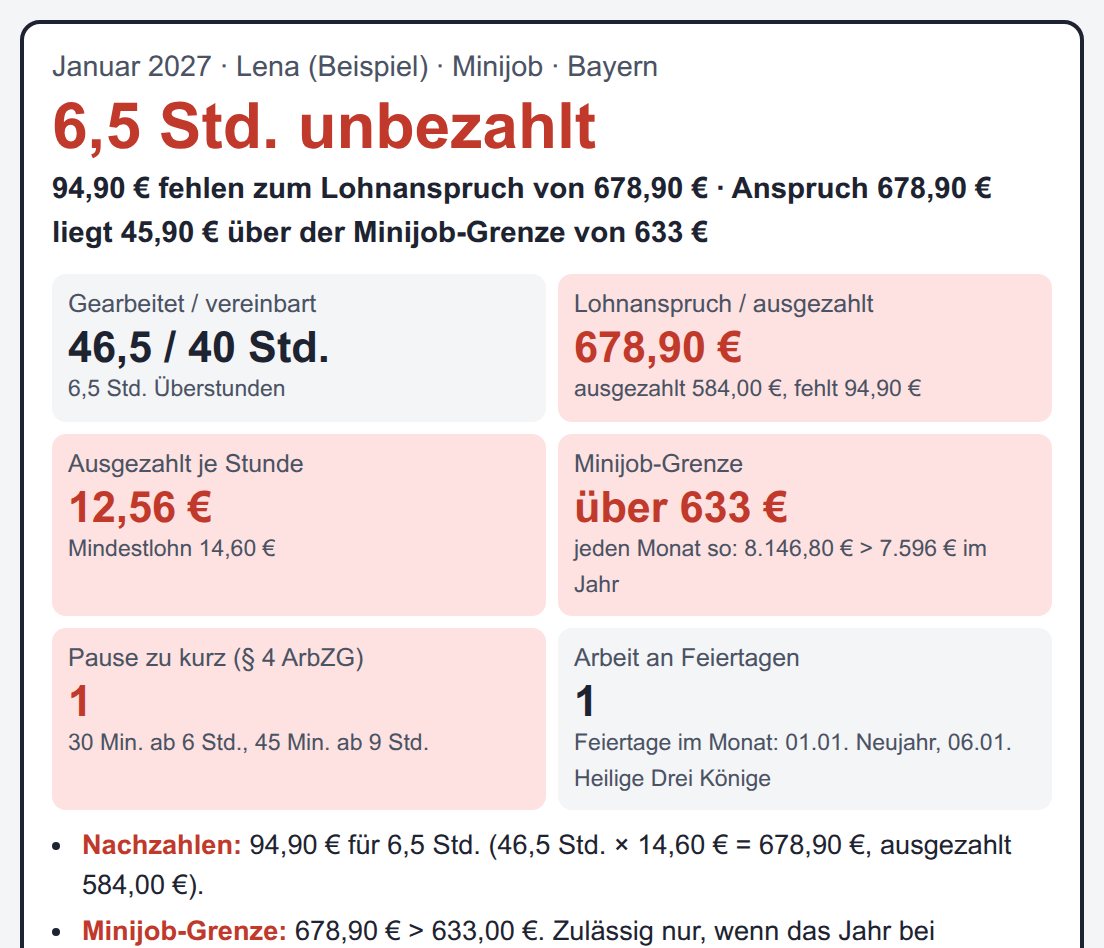 Januar 2027 · Lena (Beispiel) · Minijob · Bayern
6,5 Std. unbezahlt
94,90 € fehlen zum Lohnanspruch von 678,90 € · Anspruch 678,90 €
liegt 45,90 € über der Minijob-Grenze von 633 €
Gearbeitet / vereinbart
46,5 / 40 Std.
6,5 Std. Überstunden
Lohnanspruch / ausgezahlt
678,90 €
ausgezahlt 584,00 €, fehlt 94,90 €
Ausgezahlt je Stunde
12,56 €
Mindestlohn 14,60 €
Minijob-Grenze
über 633 €
jeden Monat so: 8.146,80 € > 7.596 € im
Jahr
Pause zu kurz (§ 4 ArbZG)
1
30 Min. ab 6 Std., 45 Min. ab 9 Std.
Arbeit an Feiertagen
1
Feiertage im Monat: 01.01. Neujahr, 06.01.
Heilige Drei Könige
• Nachzahlen: 94,90 € für 6,5 Std. (46,5 Std. × 14,60 € = 678,90 €, ausgezahlt
584,00 €).
• Minijob-Grenze: 678,90 € > 633,00 €. Zulässig nur, wenn das Jahr bei